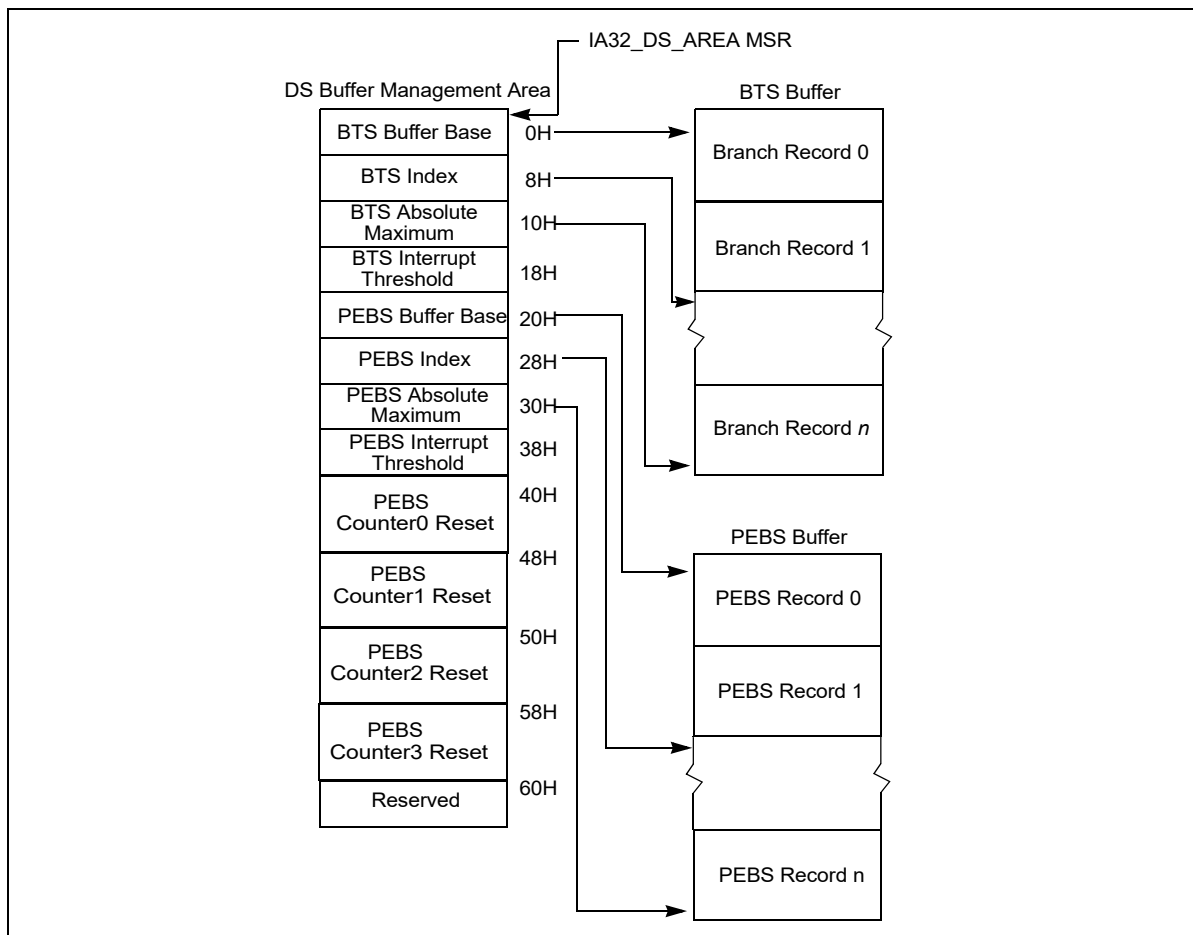 IA32_DS_AREA MSR
DS Buffer Management Area
BTS Buffer Base
0H
BTS Index
8H
BTS Absolute
Maximum
10H
BTS Interrupt
Threshold
18H
PEBS Buffer Base
20H
PEBS Index
28H
PEBS Absolute
Maximum
30H
PEBS Interrupt
Threshold
38H
PEBS
Counter0 Reset
40H
PEBS
Counter1 Reset
48H
PEBS
Counter2 Reset
50H
PEBS
Counter3 Reset
58H
Reserved
60H
BTS Buffer
Branch Record 0
Branch Record 1
Branch Record n
PEBS Buffer
PEBS Record 0
PEBS Record 1
PEBS Record n